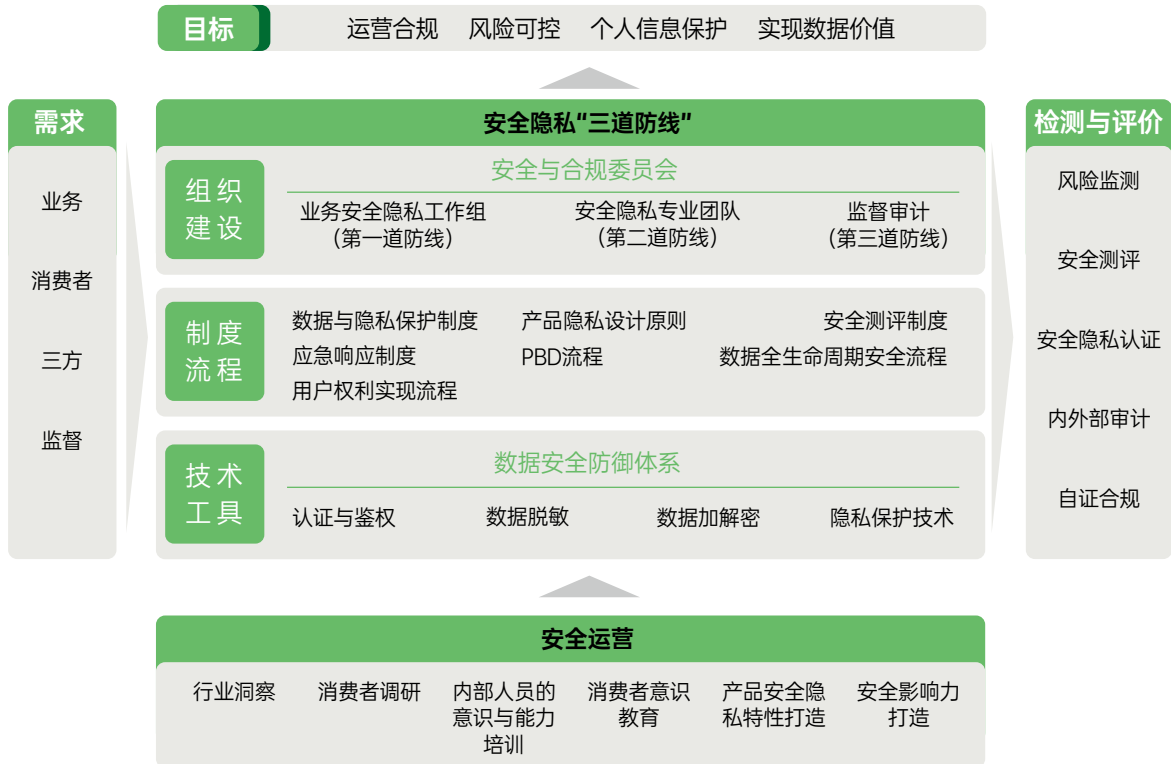 目标
运营合规 风险可控 个人信息保护 实现数据价值
需求
业务
消费者
三方
监督
安全隐私“三道防线”
组织
建设
安全与合规委员会
业务安全隐私工作组
（第一道防线）
安全隐私专业团队
（第二道防线）
监督审计
（第三道防线）
制度
流程
数据与隐私保护制度 产品隐私设计原则 安全测评制度
应急响应制度 PBD流程 数据全生命周期安全流程
用户权利实现流程
技术
工具
数据安全防御体系
认证与鉴权 数据脱敏 数据加解密 隐私保护技术
检测与评价
风险监测
安全测评
安全隐私认证
内外部审计
自证合规
安全运营
行业洞察
消费者调研
内部人员的
意识与能力
培训
消费者意识
教育
产品安全隐
私特性打造
安全影响力
打造